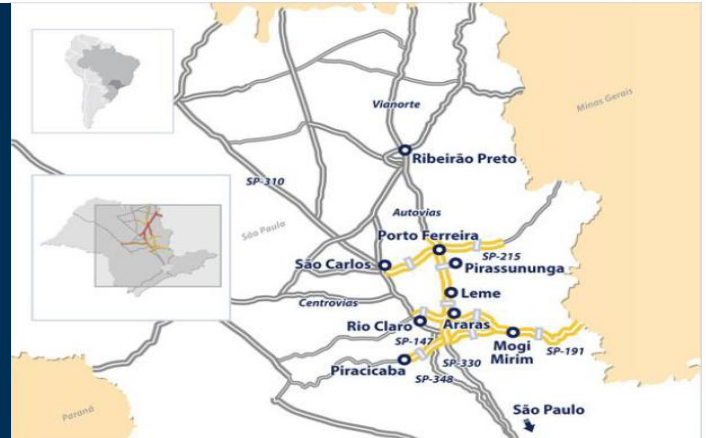 Minas Gerais
Vianorte
Ribeirão Preto
SP-310
São Paulo
Autovias
Porto Ferreira
SP-215
São Carlos
Pirassununga
Leme
Centrovias
Rio Claro
Araras
SP-147
Mogi
Mirim
SP-191
SP-330
Piracicaba
SP-348
São Paulo
Paraná